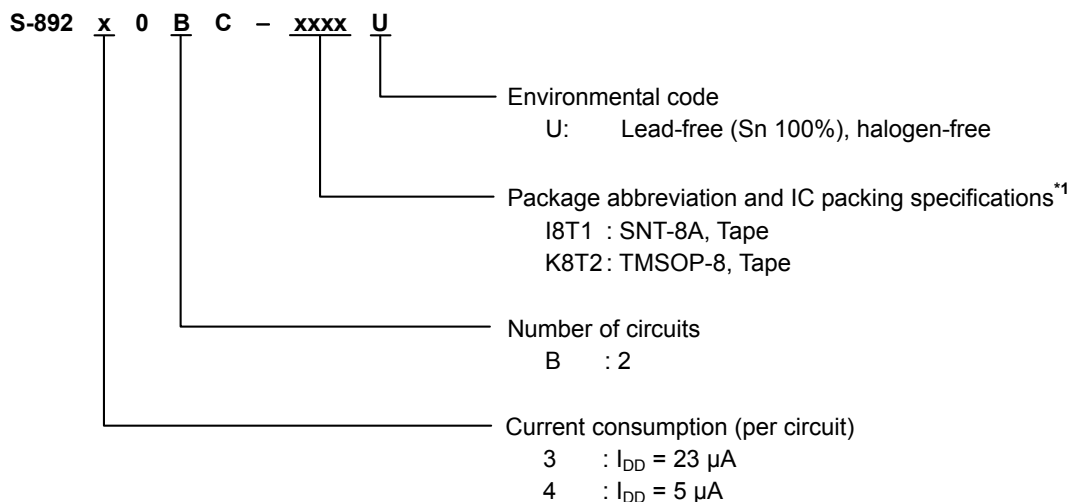 S-892 x 0 B C – xxxx U
Environmental code
U: Lead-free (Sn 100%), halogen-free
Package abbreviation and IC packing specifications*1
I8T1 : SNT-8A, Tape
K8T2 : TMSOP-8, Tape
Number of circuits
B : 2
Current consumption (per circuit)
3 : IDD = 23 μA
4 : IDD = 5 μA